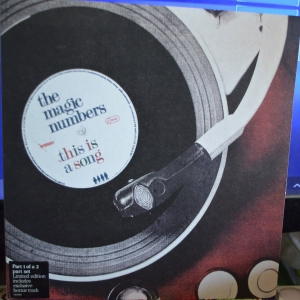 the
magic
numbers
this is
a song
Part 1 of a 2
part set
Limited edition
includes
exclusive
bonus track